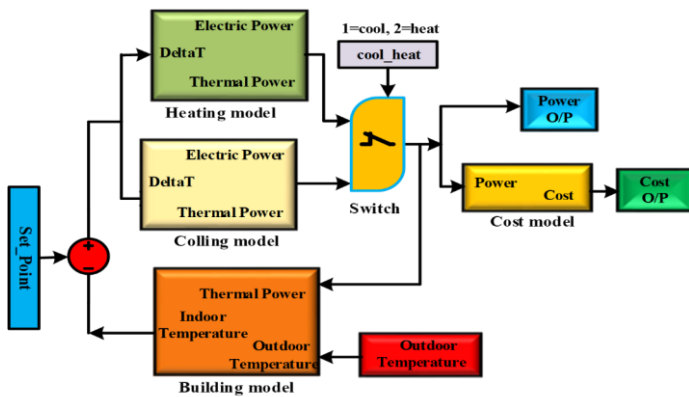 Electric Power
DeltaT
Thermal Power
Heating model
1=cool, 2=heat
cool_heat
Power
O/P
Electric Power
DeltaT
Thermal Power
Colling model
Switch
Power
Cost
Cost model
Cost
O/P
Set_Point
+
−
Thermal Power
Indoor
Temperature
Outdoor
Temperature
Building model
Outdoor
Temperature